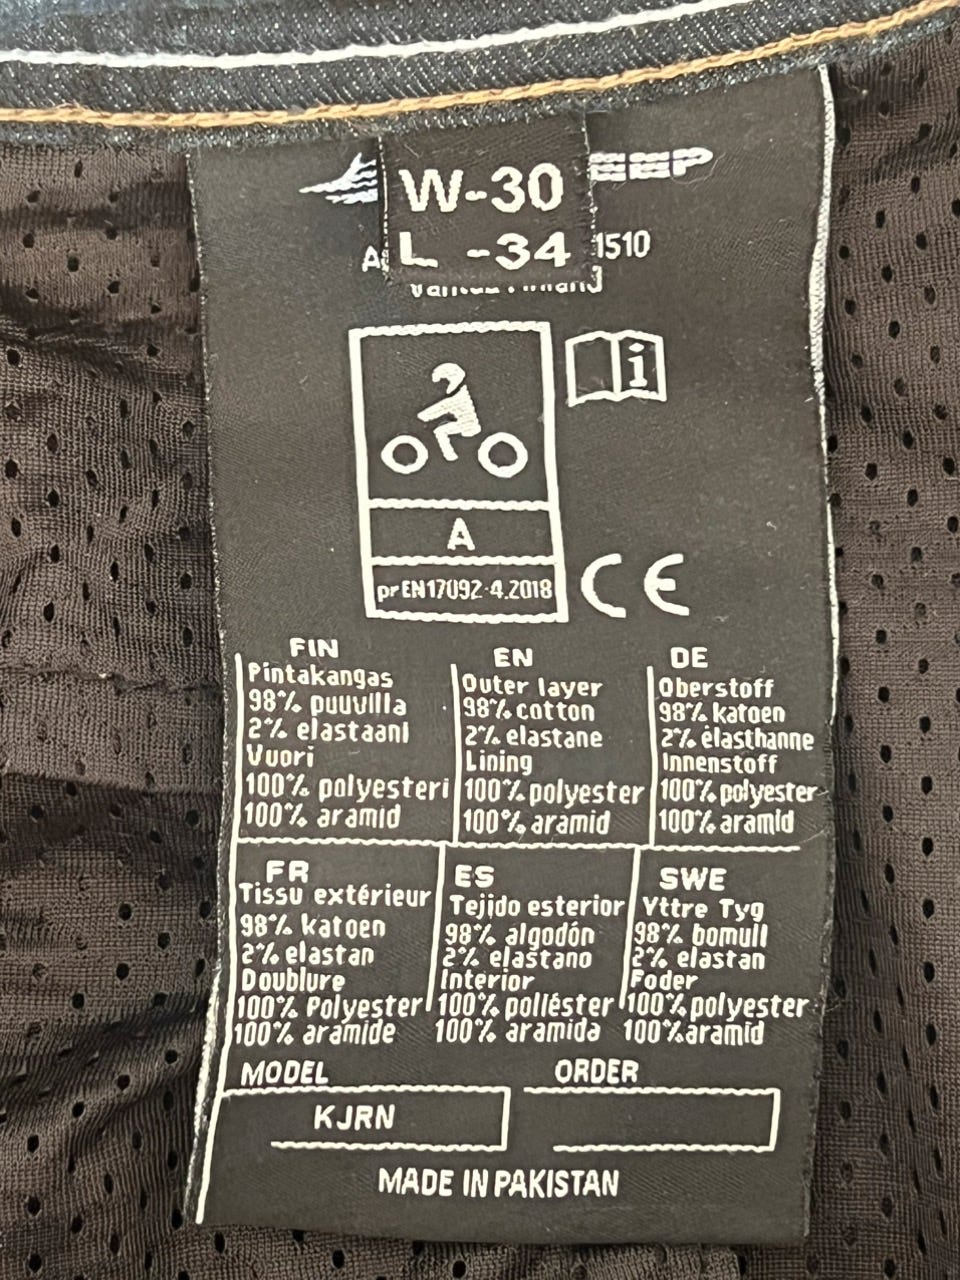 W-30
L -34
1510
i
A
prEN17092-4.2018
CE
FIN
Pintakangas
98% puuvilla
2% elastaani
Vuori
100% polyesteri
100% aramid
EN
Outer layer
98% cotton
2% elastane
Lining
100% polyester
100% aramid
DE
Oberstoff
98% katoen
2% élasthanne
Innenstoff
100% polyester
100% aramid
FR
Tissu extérieur
98% katoen
2% elastan
Doublure
100% Polyester
100% aramide
ES
Tejido esterior
98% algodón
2% elastano
Interior
100% poliéster
100% aramida
SWE
Yttre Tyg
98% bomull
2% elastan
Foder
100% polyester
100% aramid
MODEL
KJRN
ORDER
MADE IN PAKISTAN